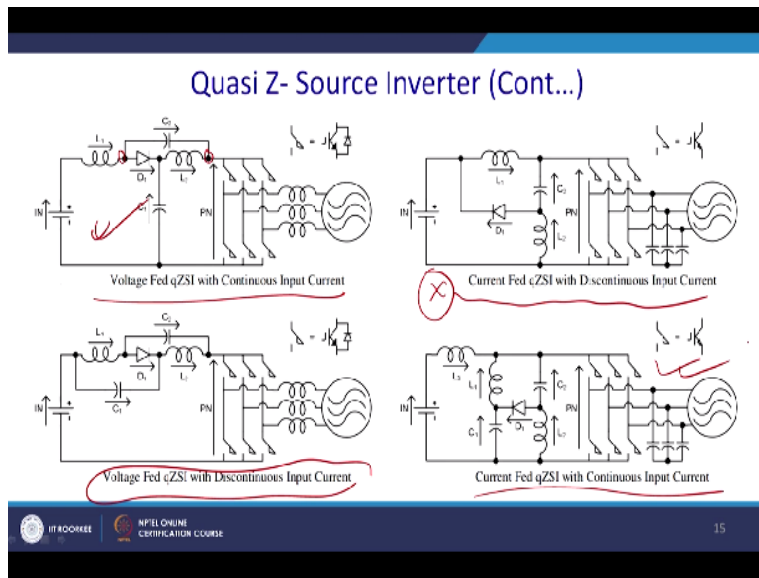 Quasi Z- Source Inverter (Cont...)
C₂
L₁
D₁
L₂
C₁
IN
PN
Voltage Fed qZSI with Continuous Input Current
L₁
C₂
D₁
L₂
IN
PN
Current Fed qZSI with Discontinuous Input Current
X
C₂
L₁
D₁
L₂
C₁
IN
PN
Voltage Fed qZSI with Discontinuous Input Current
L₃
L₁
C₂
D₁
C₁
L₂
IN
PN
Current Fed qZSI with Continuous Input Current
IIT ROORKEE
NPTEL ONLINE
CERTIFICATION COURSE
15